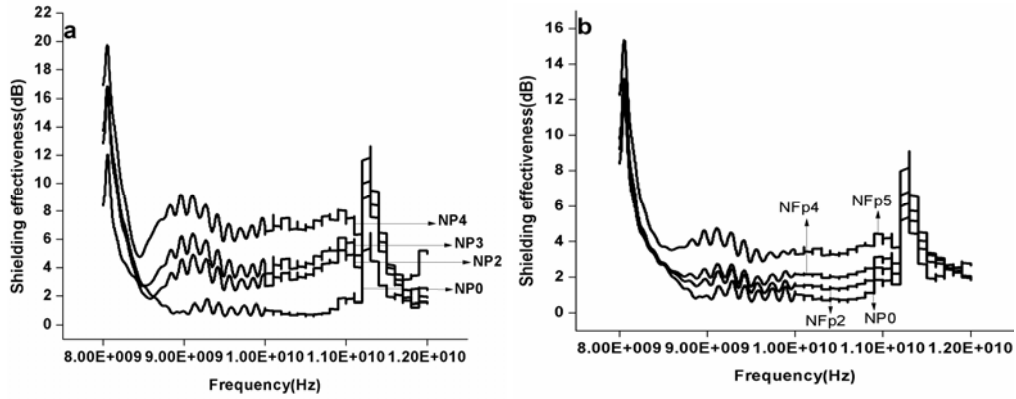 a
22
20
18
16
14
12
10
8
6
4
2
0
Shielding effectiveness(dB)
NP4
NP3
NP2
NP0
8.00E+009 9.00E+009 1.00E+010 1.10E+010 1.20E+010
Frequency(Hz)
b
16
14
12
10
8
6
4
2
0
Shielding effectiveness(dB)
NFp4
NFp5
NFp2
NP0
8.00E+009 9.00E+009 1.00E+010 1.10E+010 1.20E+010
Frequency(Hz)